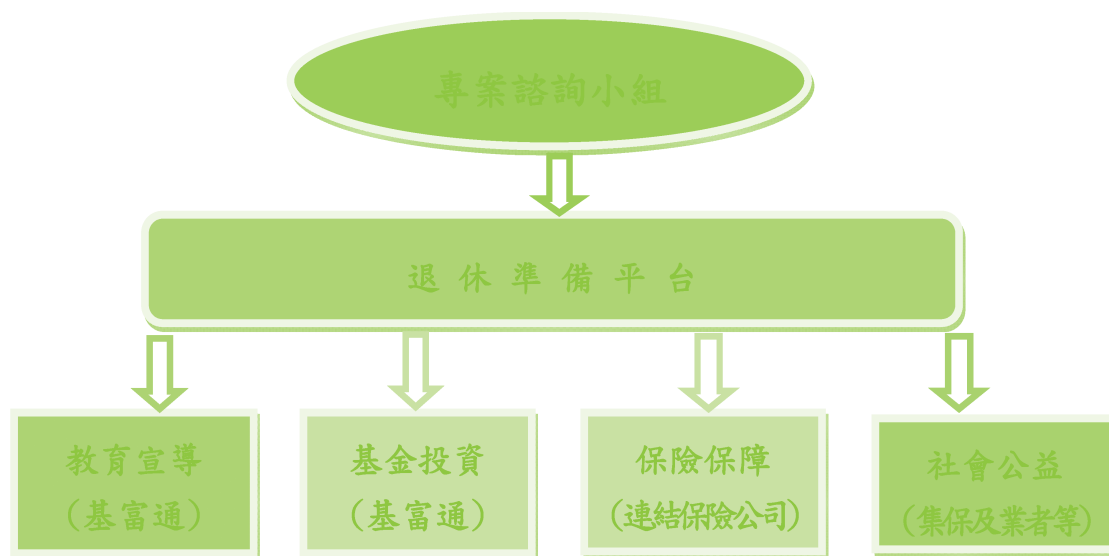 專案諮詢小組
退休準備平台
教育宣導
(基富通)
基金投資
(基富通)
保險保障
(連結保險公司)
社會公益
(集保及業者等)